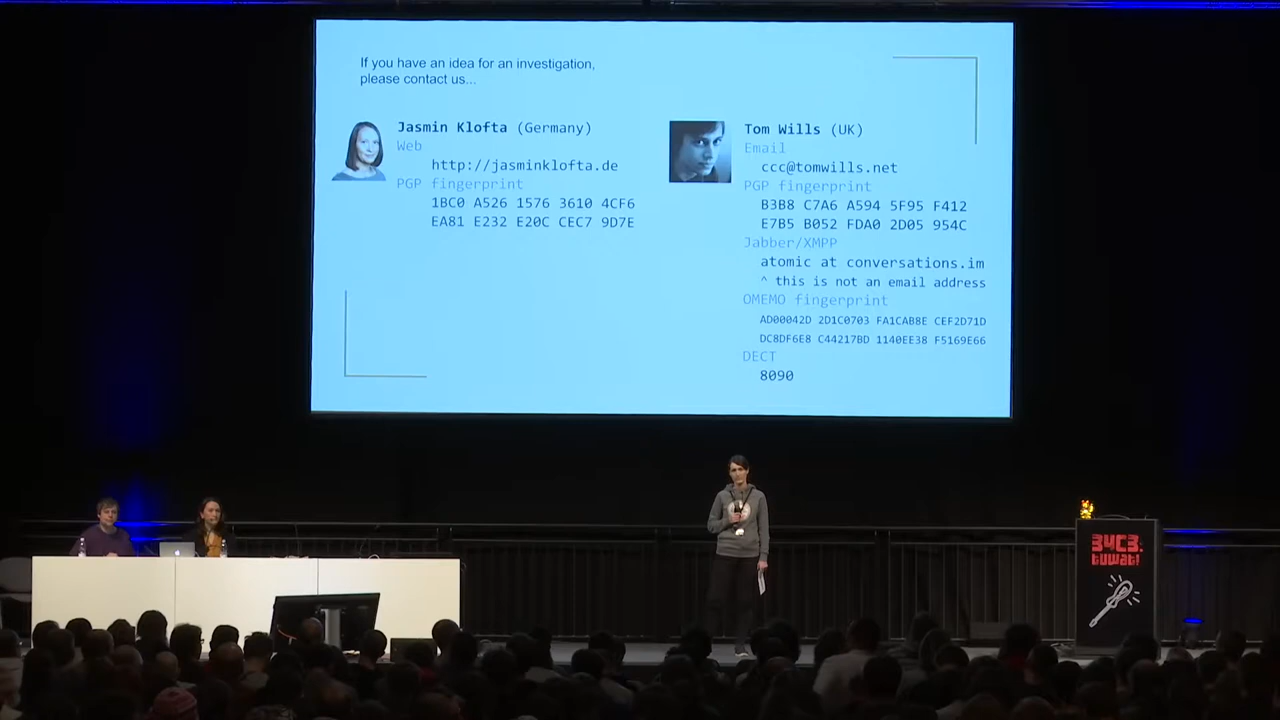 If you have an idea for an investigation,
please contact us...
Jasmin Klofta (Germany)
Web
http://jasminklofta.de
PGP fingerprint
1BC0 A526 1576 3610 4CF6
EA81 E232 E20C CEC7 9D7E
Tom Wills (UK)
Email
ccc@tomwills.net
PGP fingerprint
B3B8 C7A6 A594 5F95 F412
E7B5 B052 FDA0 2D05 954C
Jabber/XMPP
atomic at conversations.im
^ this is not an email address
OMEMO fingerprint
AD00042D 2D1C0703 FA1CAB8E CEF2D71D
DC8DF6E8 C44217BD 1140EE38 F5169E66
DECT
8090
34C3.
tuwat!